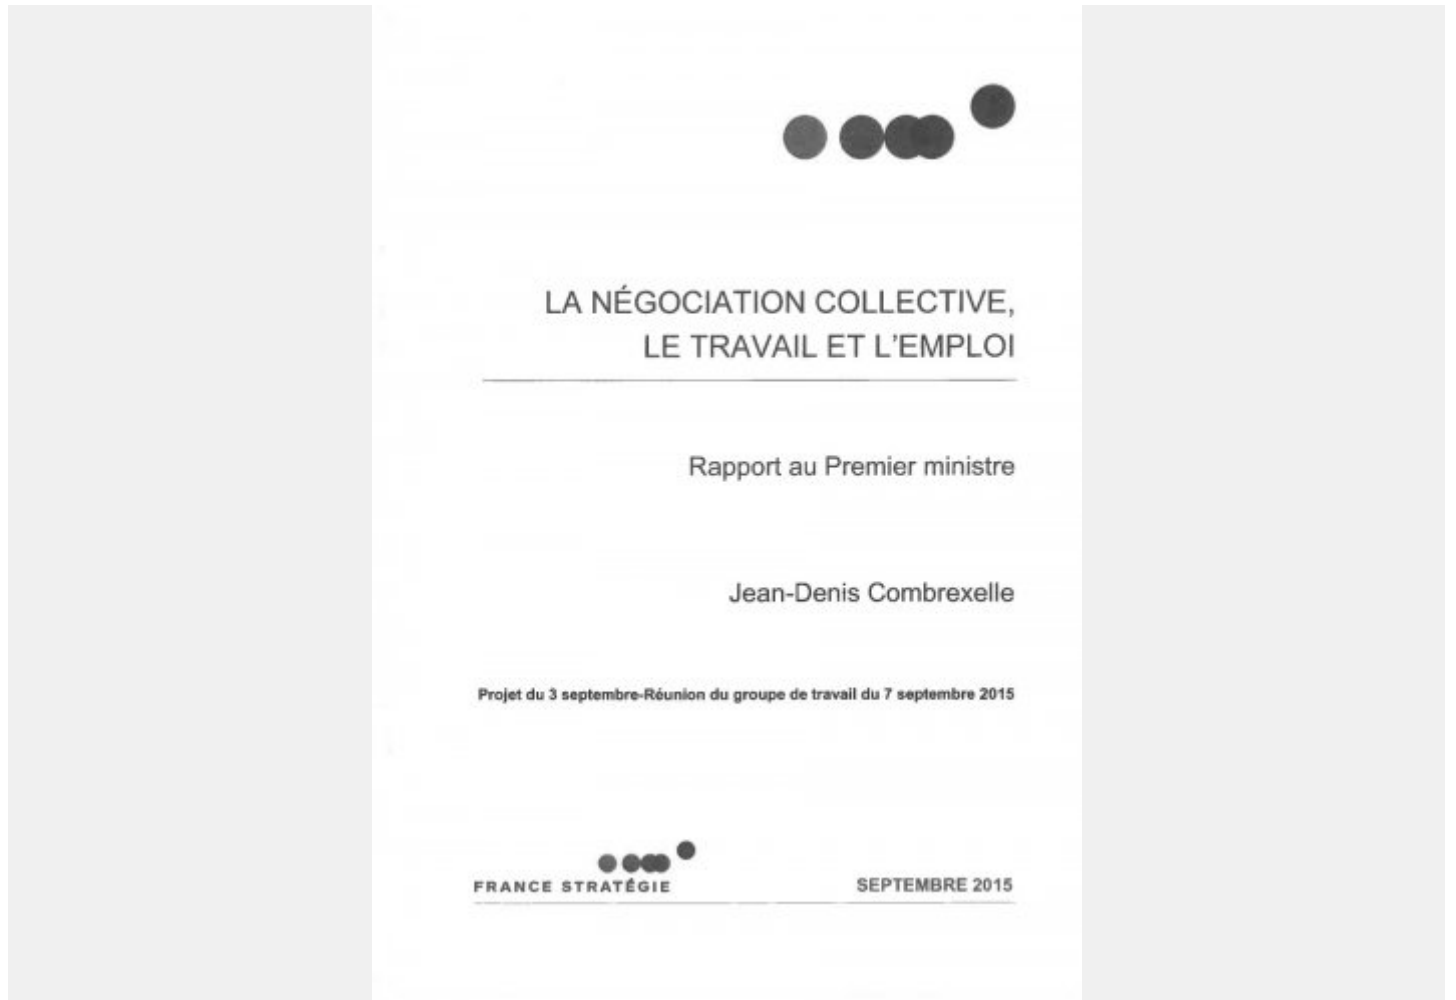 LA NÉGOCIATION COLLECTIVE,
LE TRAVAIL ET L'EMPLOI
Rapport au Premier ministre
Jean-Denis Combrexelle
Projet du 3 septembre-Réunion du groupe de travail du 7 septembre 2015
FRANCE STRATÉGIE
SEPTEMBRE 2015